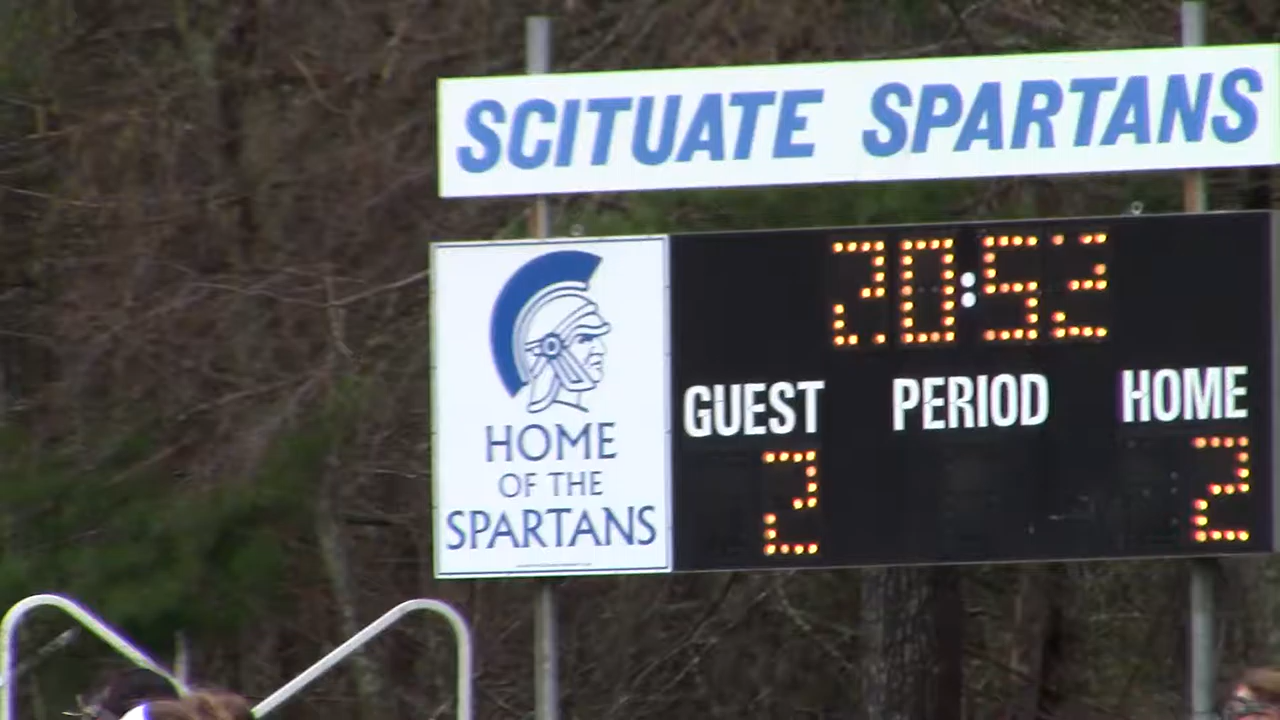 SCITUATE SPARTANS
20:52
GUEST PERIOD HOME
2 2
HOME
OF THE
SPARTANS